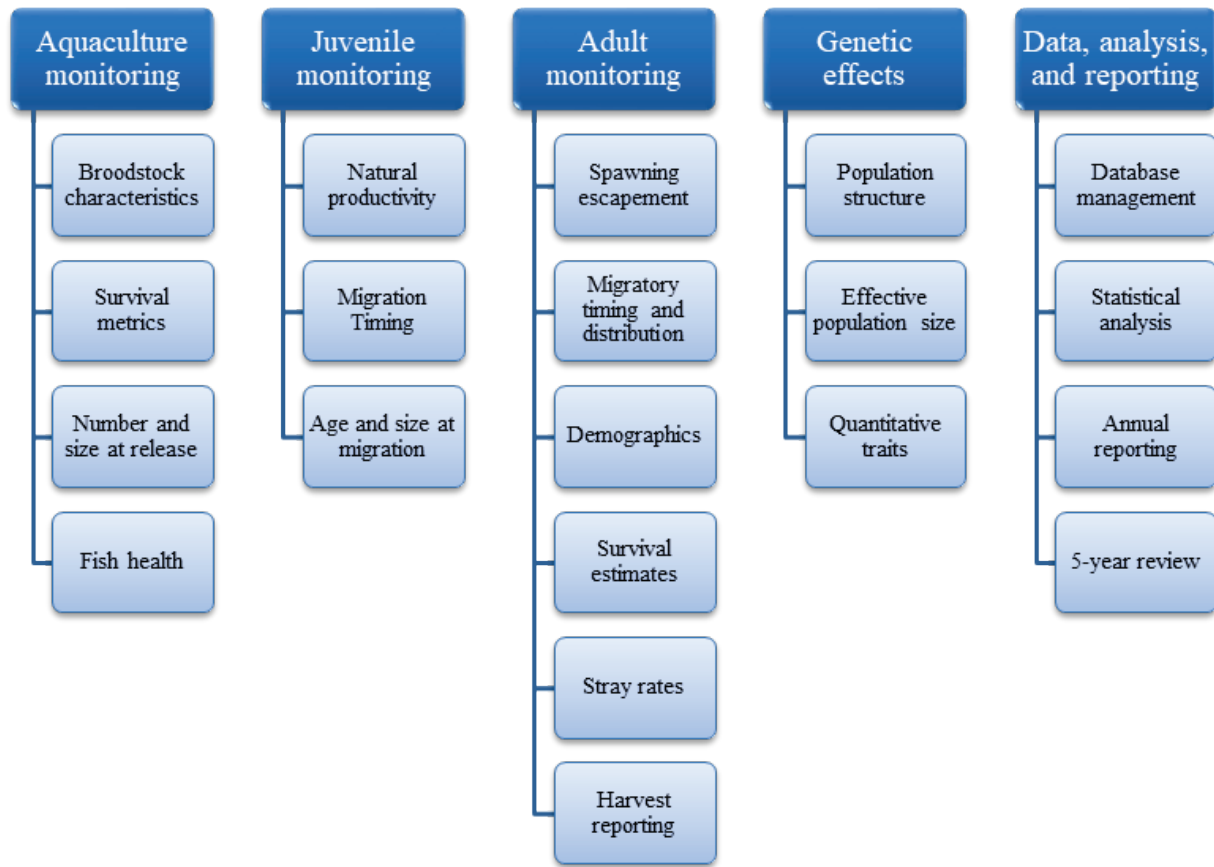 Aquaculture
monitoring
Broodstock
characteristics
Survival
metrics
Number and
size at release
Fish health
Juvenile
monitoring
Natural
productivity
Migration
Timing
Age and size at
migration
Adult
monitoring
Spawning
escapement
Migratory
timing and
distribution
Demographics
Survival
estimates
Stray rates
Harvest
reporting
Genetic
effects
Population
structure
Effective
population size
Quantitative
traits
Data, analysis,
and reporting
Database
management
Statistical
analysis
Annual
reporting
5-year review